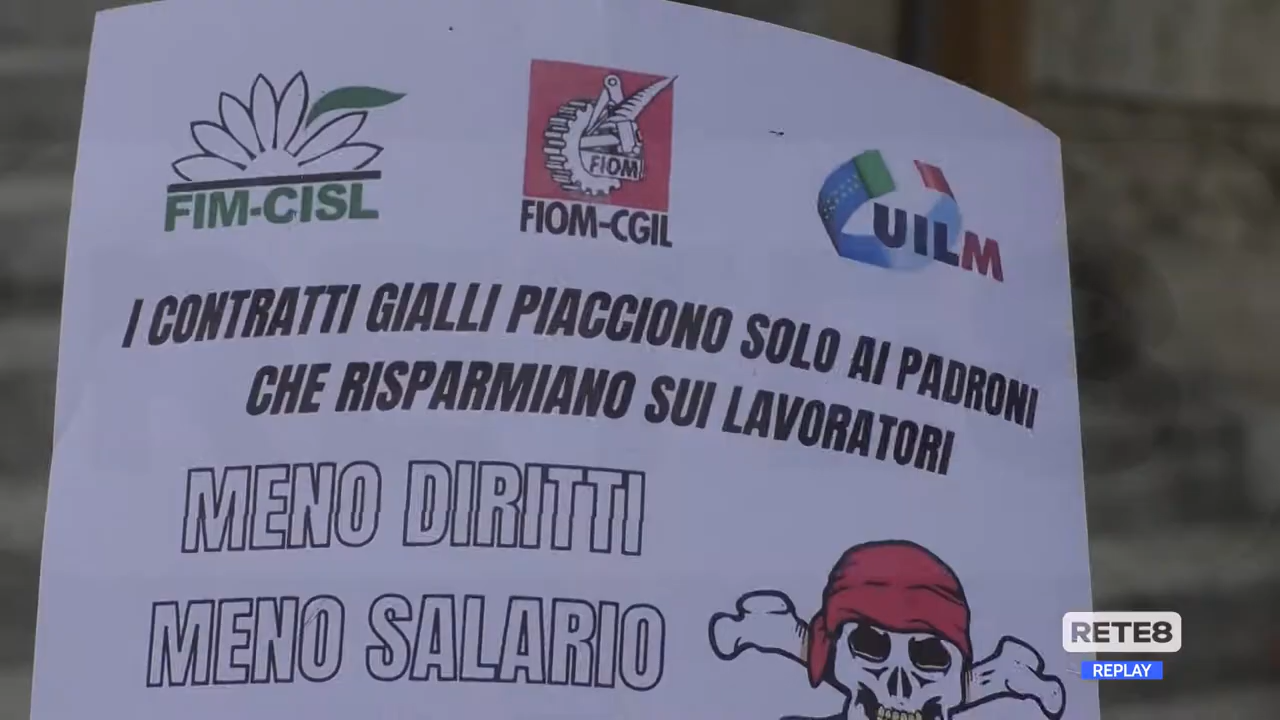 FIOM
FIM-CISL
FIOM-CGIL
UILM
I CONTRATTI GIALLI PIACCIONO SOLO AI PADRONI
CHE RISPARMIANO SUI LAVORATORI
MENO DIRITTI
MENO SALARIO
RETE8
REPLAY